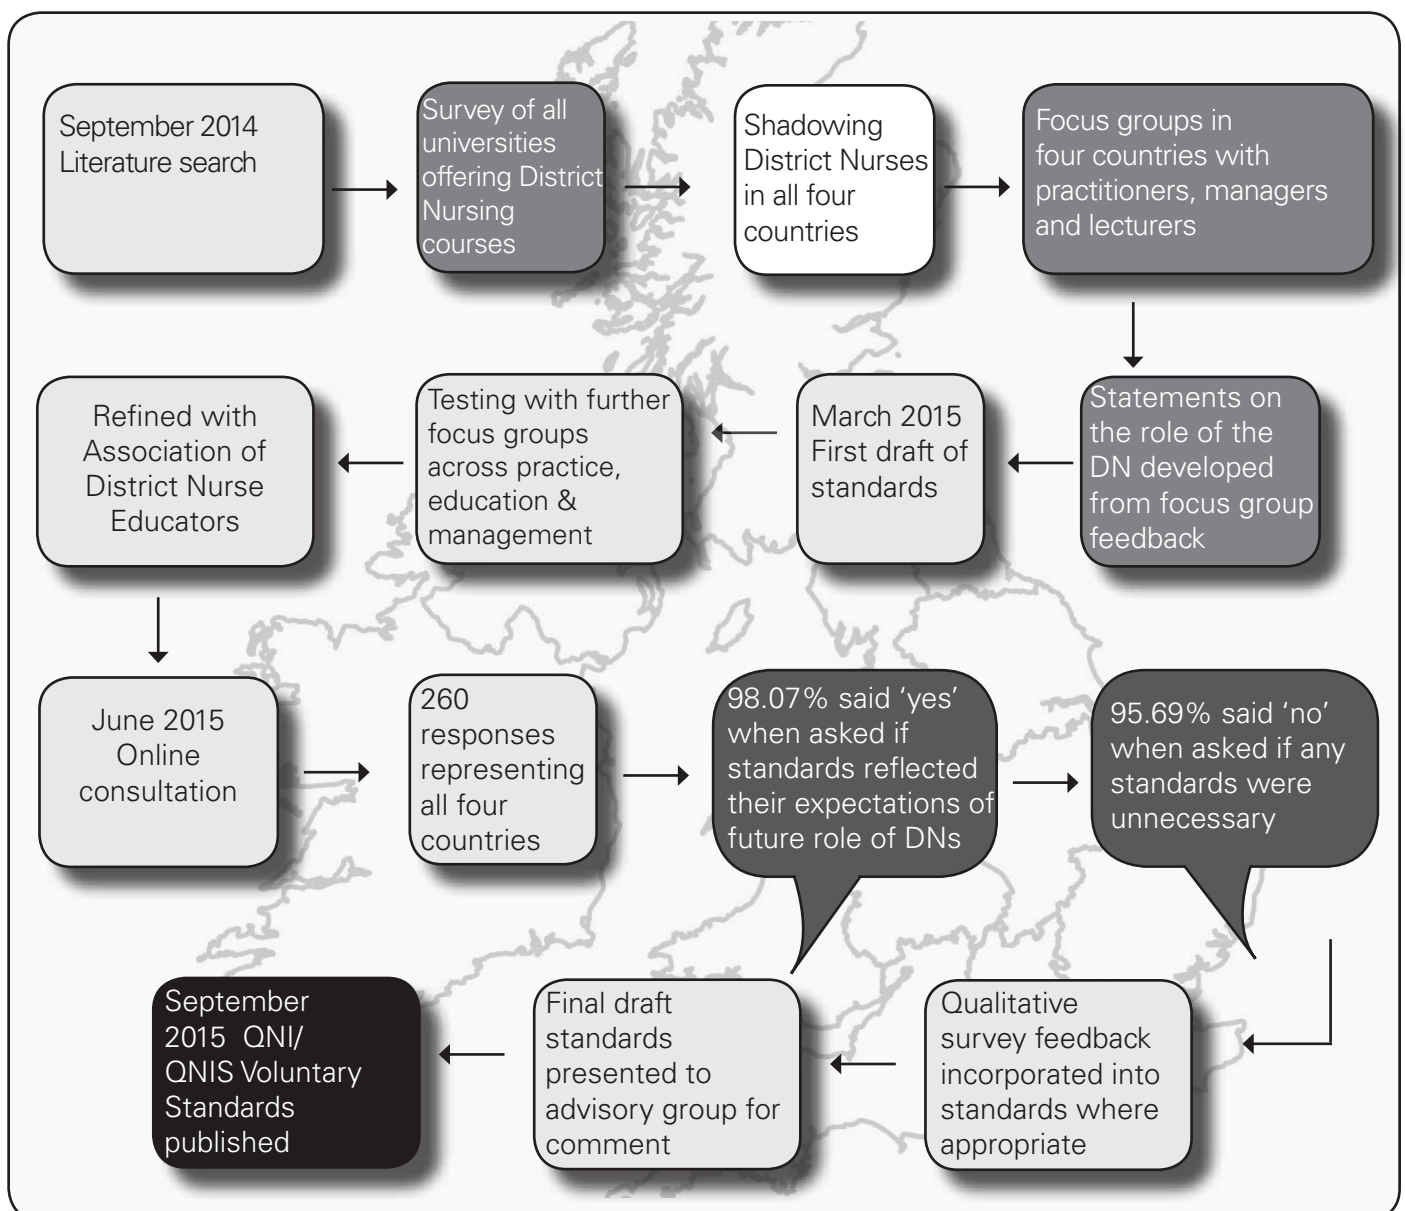 September 2014
Literature search
Survey of all
universities
offering District
Nursing
courses
Shadowing
District Nurses
in all four
countries
Focus groups in
four countries with
practitioners, managers
and lecturers
Statements on
the role of the
DN developed
from focus group
feedback
March 2015
First draft of
standards
Testing with further
focus groups
across practice,
education &
management
Refined with
Association of
District Nurse
Educators
June 2015
Online
consultation
260
responses
representing
all four
countries
98.07% said ‘yes’
when asked if
standards reflected
their expectations of
future role of DNs
95.69% said ‘no’
when asked if any
standards were
unnecessary
Qualitative
survey feedback
incorporated into
standards where
appropriate
Final draft
standards
presented to
advisory group for
comment
September
2015 QNI/
QNIS Voluntary
Standards
published